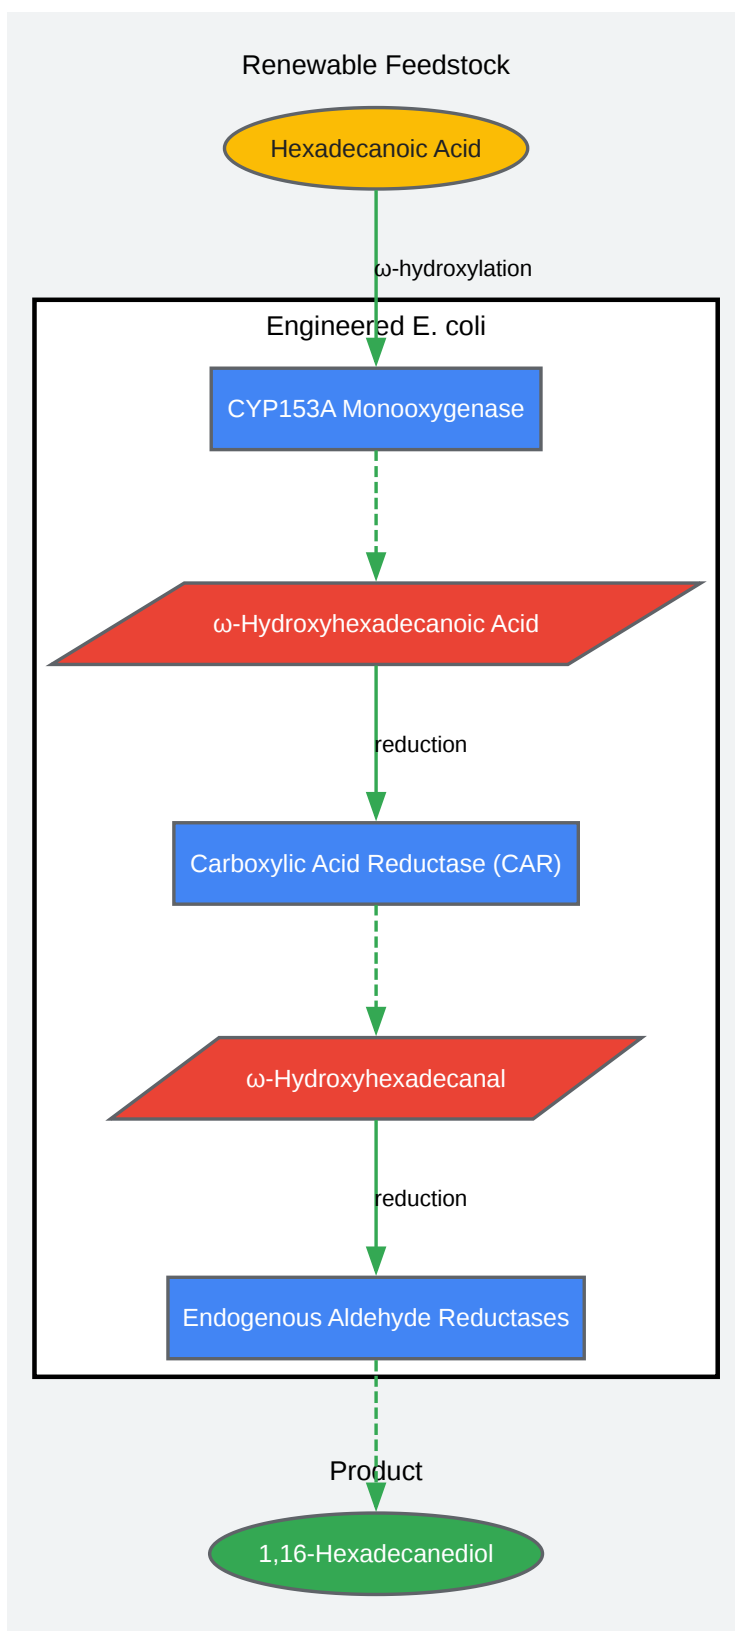 Renewable Feedstock
Hexadecanoic Acid
ω-hydroxylation
Engineered E. coli
CYP153A Monooxygenase
ω-Hydroxyhexadecanoic Acid
reduction
Carboxylic Acid Reductase (CAR)
ω-Hydroxyhexadecanal
reduction
Endogenous Aldehyde Reductases
Product
1,16-Hexadecanediol